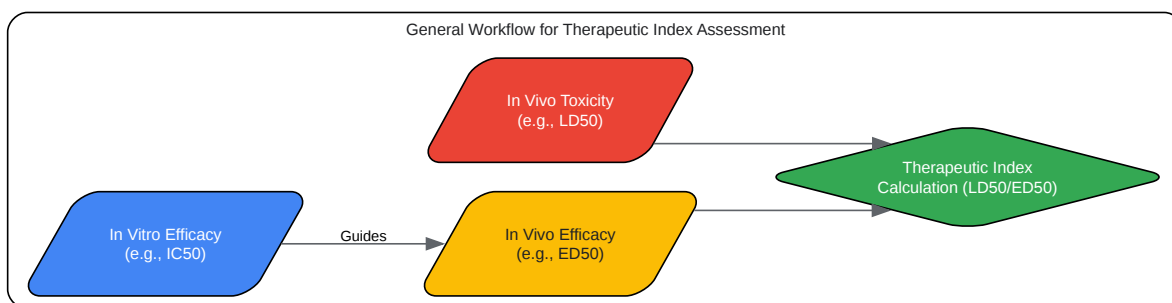 General Workflow for Therapeutic Index Assessment
In Vivo Toxicity
(e.g., LD50)
Therapeutic Index
Calculation (LD50/ED50)
In Vitro Efficacy
(e.g., IC50)
Guides
In Vivo Efficacy
(e.g., ED50)